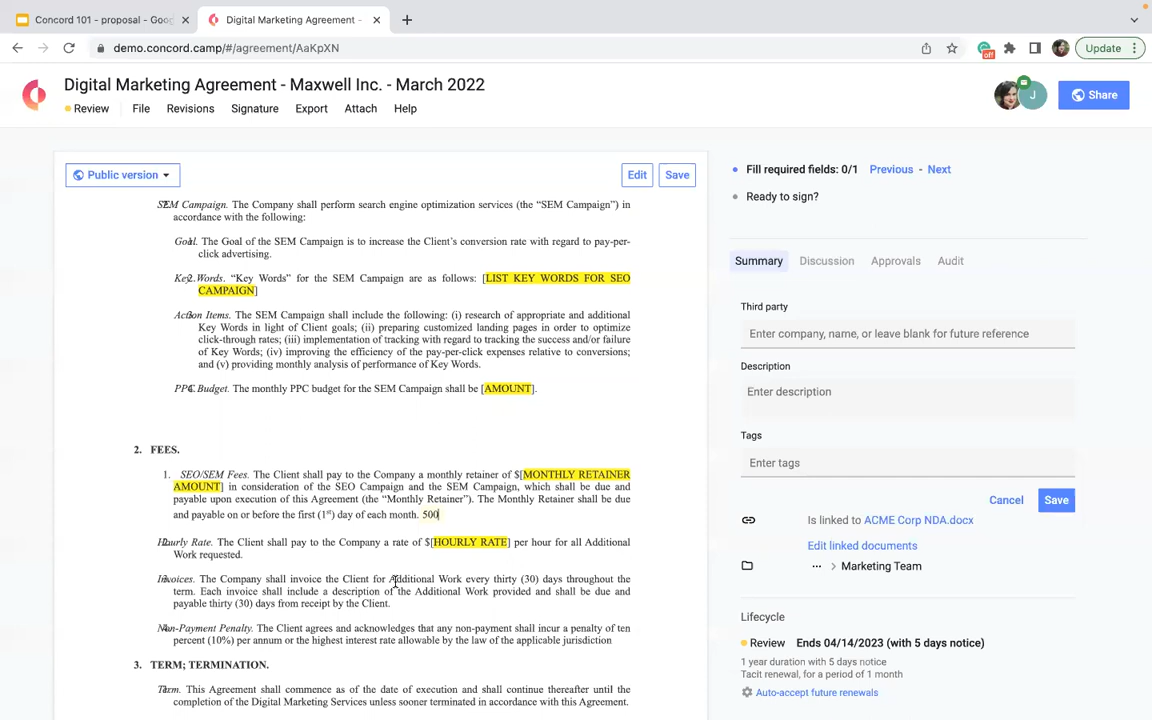 Concord 101 - proposal - Goo
Digital Marketing Agreement -
demo.concord.camp/#/agreement/AaKpXN
off
Update
Digital Marketing Agreement - Maxwell Inc. - March 2022
Review File Revisions Signature Export Attach Help
J
Share
Public version
Edit Save
SEM Campaign. The Company shall perform search engine optimization services (the “SEM Campaign”) in
accordance with the following:
Goal. The Goal of the SEM Campaign is to increase the Client’s conversion rate with regard to pay-per-
click advertising.
Key Words. “Key Words” for the SEM Campaign are as follows: [LIST KEY WORDS FOR SEO
CAMPAIGN]
Action Items. The SEM Campaign shall include the following: (i) research of appropriate and additional
Key Words in light of Client goals; (ii) preparing customized landing pages in order to optimize
click-through rates; (iii) implementation of tracking with regard to tracking the success and/or failure
of Key Words; (iv) improving the efficiency of the pay-per-click expenses relative to conversions;
and (v) providing monthly analysis of performance of Key Words.
PPC Budget. The monthly PPC budget for the SEM Campaign shall be [AMOUNT].
2. FEES.
1. SEO/SEM Fees. The Client shall pay to the Company a monthly retainer of $[MONTHLY RETAINER
AMOUNT] in consideration of the SEO Campaign and the SEM Campaign, which shall be due and
payable upon execution of this Agreement (the “Monthly Retainer”). The Monthly Retainer shall be due
and payable on or before the first (1st) day of each month. 500
Hourly Rate. The Client shall pay to the Company a rate of $[HOURLY RATE] per hour for all Additional
Work requested.
Invoices. The Company shall invoice the Client for Additional Work every thirty (30) days throughout the
term. Each invoice shall include a description of the Additional Work provided and shall be due and
payable thirty (30) days from receipt by the Client.
Non-Payment Penalty. The Client agrees and acknowledges that any non-payment shall incur a penalty of ten
percent (10%) per annum or the highest interest rate allowable by the law of the applicable jurisdiction
3. TERM; TERMINATION.
Term. This Agreement shall commence as of the date of execution and shall continue thereafter until the
completion of the Digital Marketing Services unless sooner terminated in accordance with this Agreement.
Fill required fields: 0/1 Previous - Next
Ready to sign?
Summary Discussion Approvals Audit
Third party
Enter company, name, or leave blank for future reference
Description
Enter description
Tags
Enter tags
Cancel Save
Is linked to ACME Corp NDA.docx
Edit linked documents
... > Marketing Team
Lifecycle
Review Ends 04/14/2023 (with 5 days notice)
1 year duration with 5 days notice
Tacit renewal, for a period of 1 month
Auto-accept future renewals